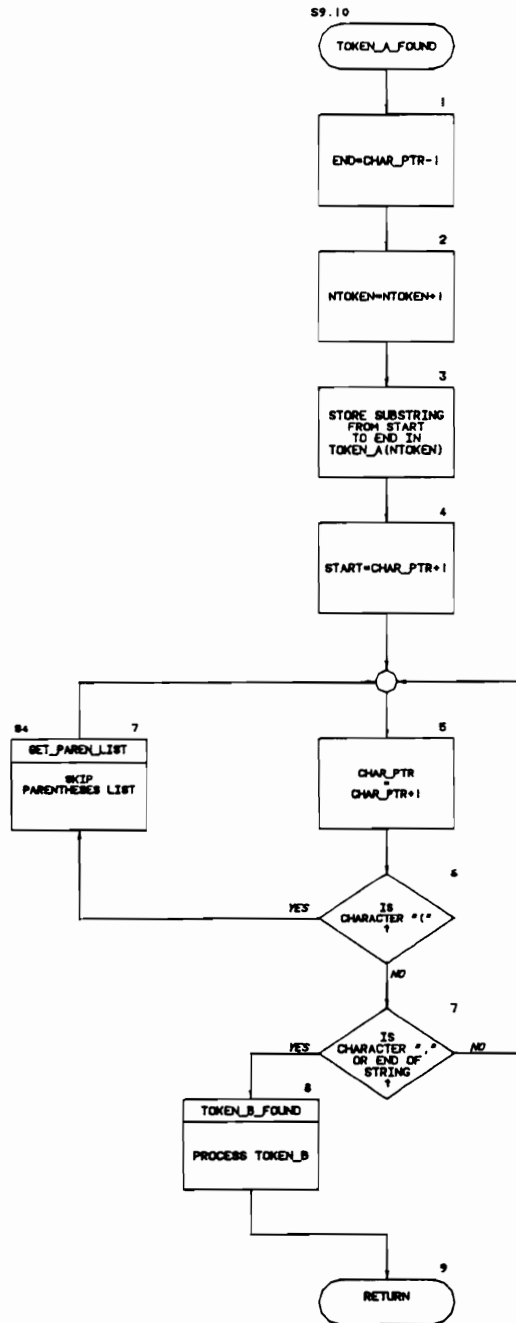 S9.10
TOKEN_A_FOUND
1
END=CHAR_PTR-1
2
NTOKEN=NTOKEN+1
3
STORE SUBSTRING
FROM START
TO END IN
TOKEN_A(NTOKEN)
4
START=CHAR_PTR+1
S4
7
GET_PAREN_LIST
SKIP
PARENTHESES LIST
5
CHAR_PTR
=
CHAR_PTR+1
6
IS
CHARACTER "("
?
YES
NO
7
IS
CHARACTER ","
OR END OF
STRING
?
YES
NO
8
TOKEN_B_FOUND
PROCESS TOKEN_B
9
RETURN